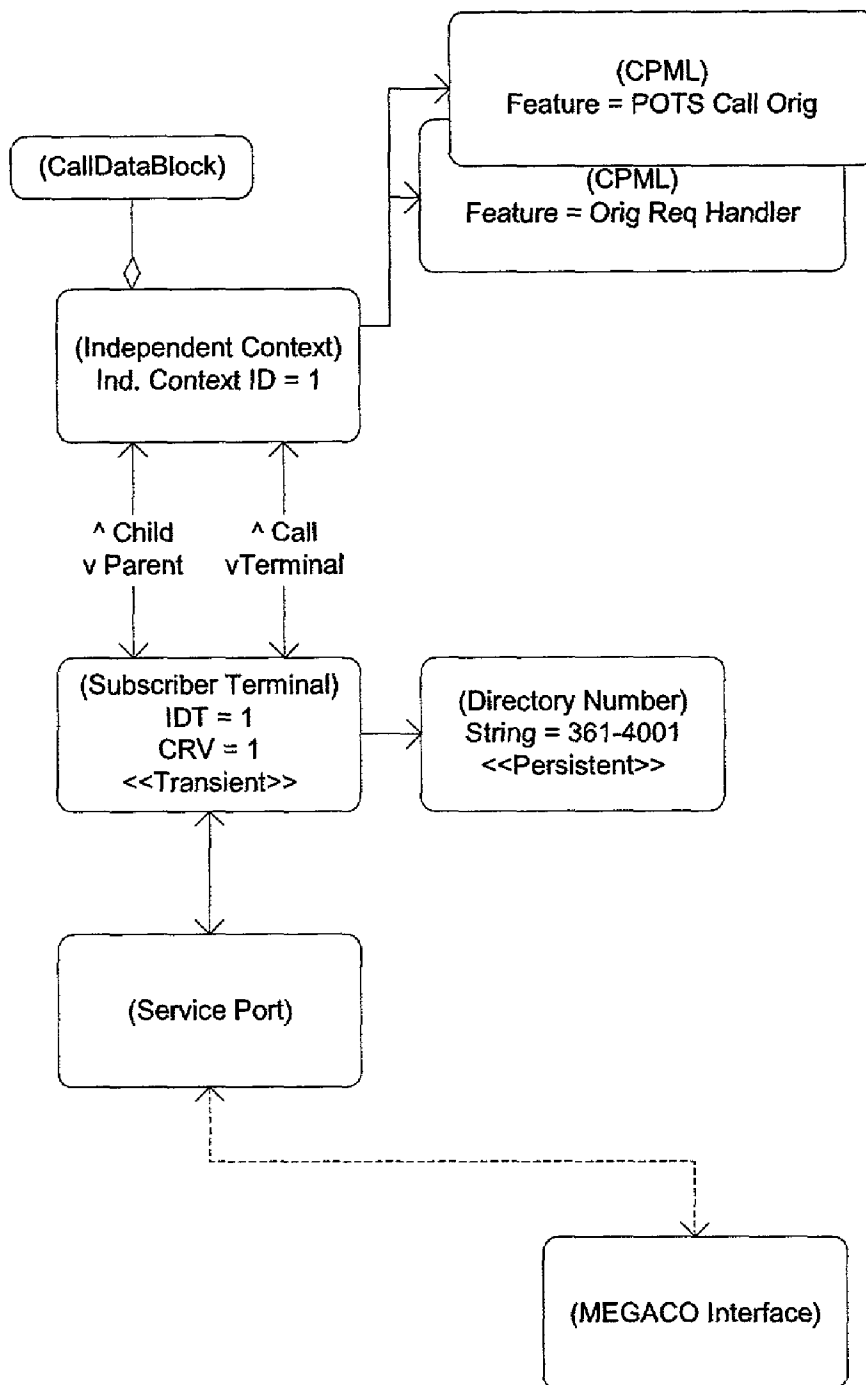 (CPML)
Feature = POTS Call Orig
(CallDataBlock)
(CPML)
Feature = Orig Req Handler
(Independent Context)
Ind. Context ID = 1
^ Child
v Parent
^ Call
vTerminal
(Subscriber Terminal)
IDT = 1
CRV = 1
<<Transient>>
(Directory Number)
String = 361-4001
<<Persistent>>
(Service Port)
(MEGACO Interface)